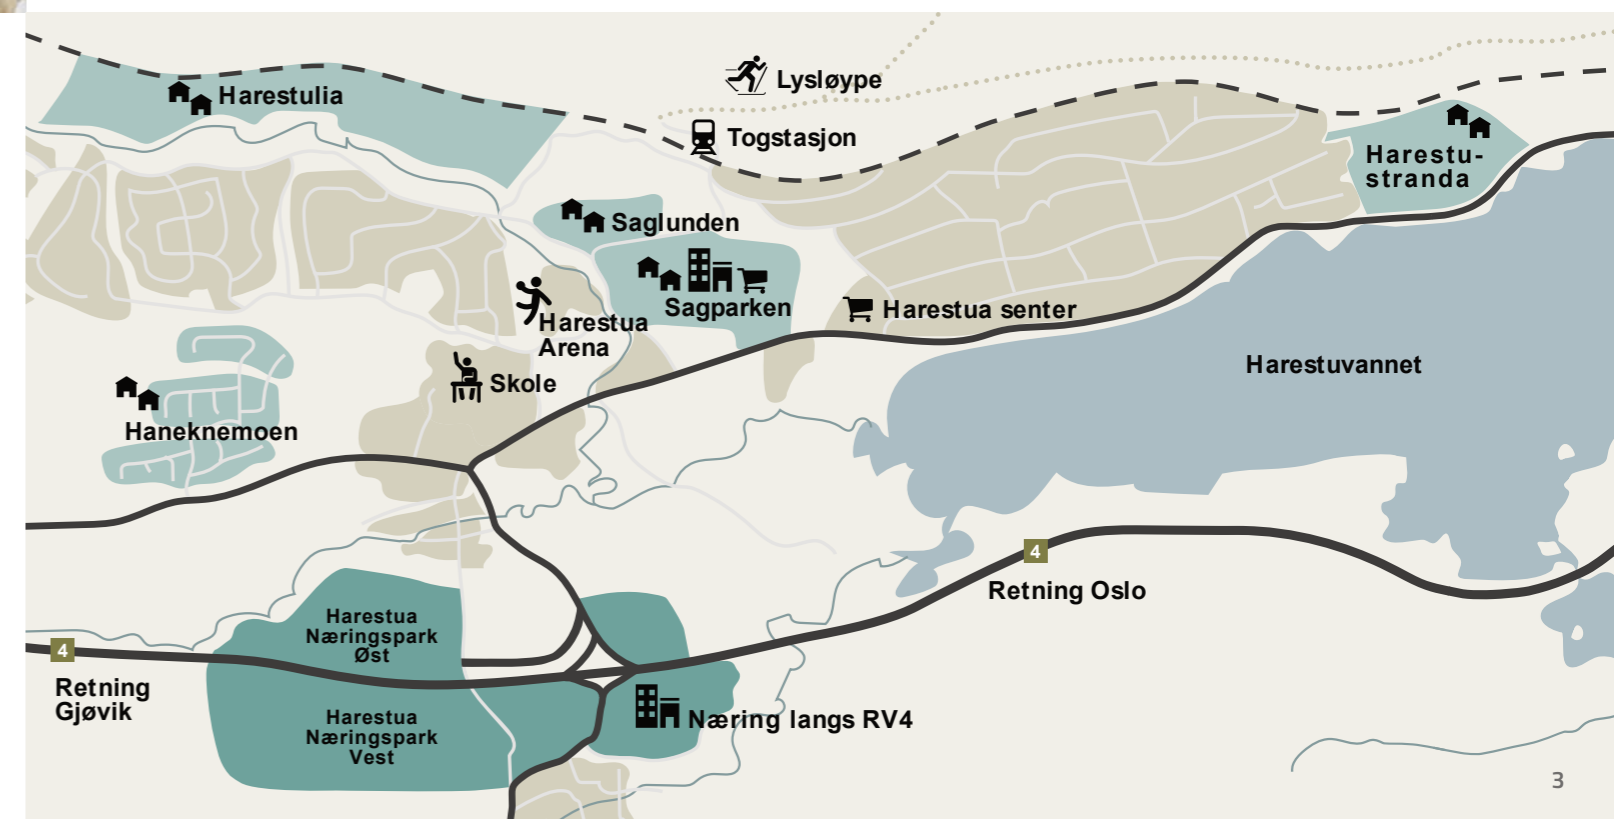 Lysløype
Harestulia
Togstasjon
Harestu-
stranda
Saglunden
Sagparken
Harestua senter
Harestua
Arena
Harestuvannet
Skole
Haneknemoen
4
Retning Oslo
Harestua
Næringspark
Øst
4
Retning
Gjøvik
Harestua
Næringspark
Vest
Næring langs RV4
3